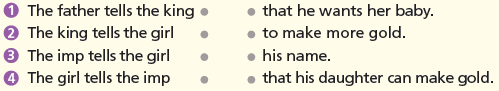 1 The father tells the king • • that he wants her baby.
2 The king tells the girl • • to make more gold.
3 The imp tells the girl • • his name.
4 The girl tells the imp • • that his daughter can make gold.